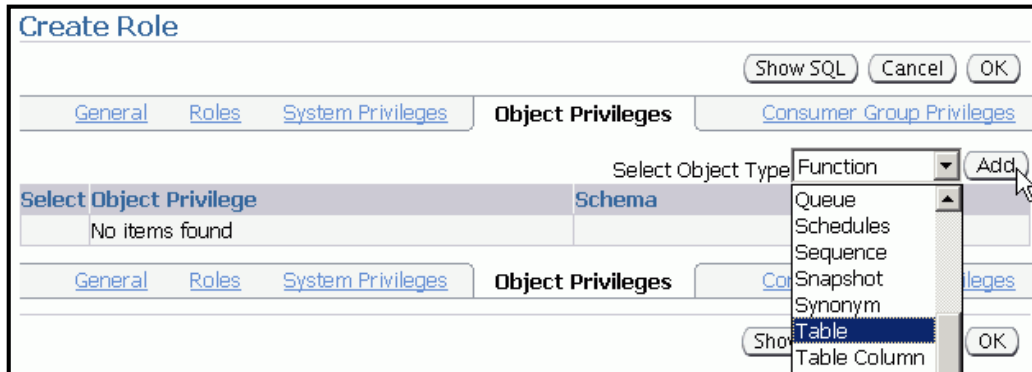 Create Role
Show SQL Cancel OK
General Roles System Privileges Object Privileges Consumer Group Privileges
Select Object Type Function Add
Select Object Privilege Schema
No items found
Queue
Schedules
Sequence
Snapshot
Synonym
Table
Table Column
General Roles System Privileges Object Privileges
OK